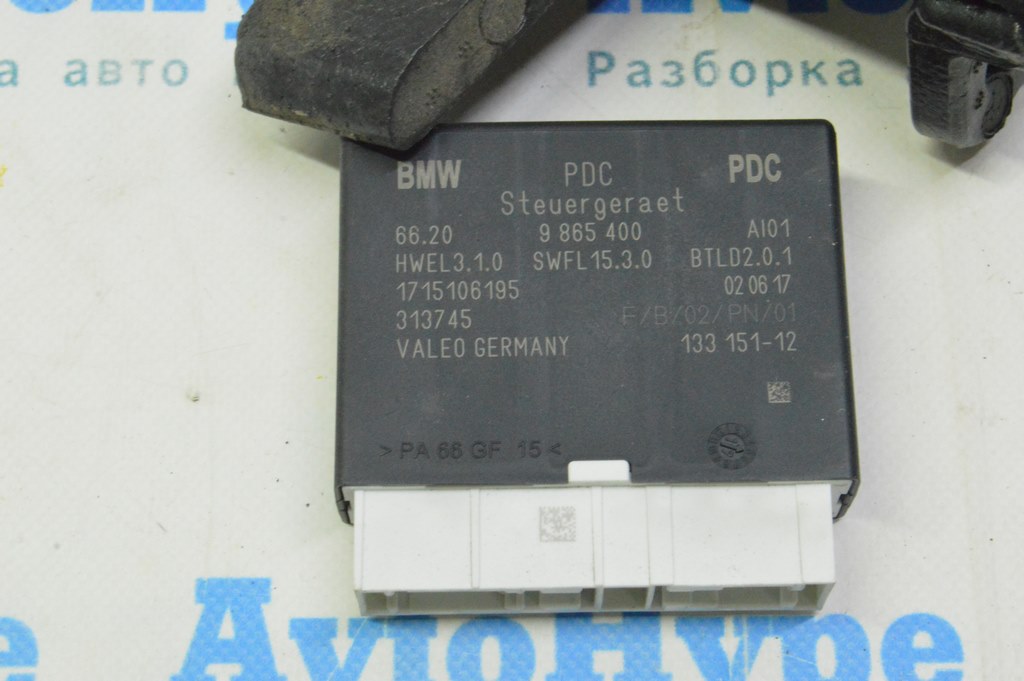 а авто
Разборка
BMW PDC PDC
Steuergeraet
66.20 9 865 400 AI01
HWEL3.1.0 SWFL15.3.0 BTLD2.0.1
1715106195 02 06 17
313745 F/B/02/PN/01
VALEO GERMANY 133 151-12
> PA 66 GF 15 <
AvtoHype